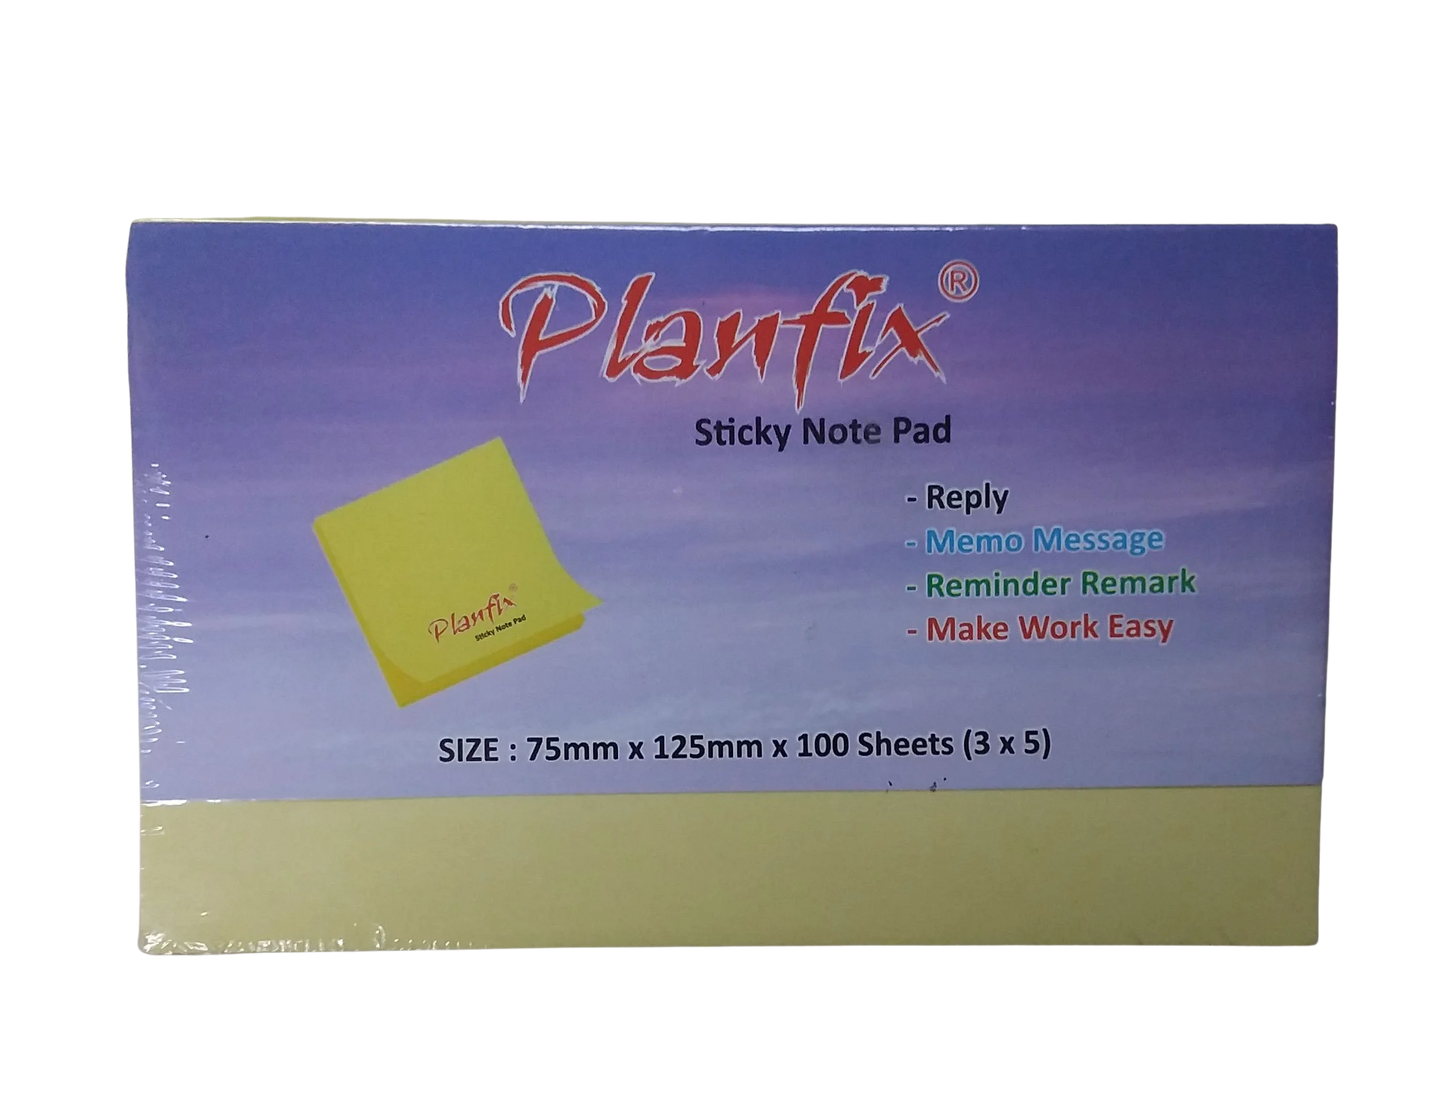 Planfix®
Sticky Note Pad
- Reply
- Memo Message
- Reminder Remark
- Make Work Easy
Planfix®
Sticky Note Pad
SIZE : 75mm x 125mm x 100 Sheets (3 x 5)